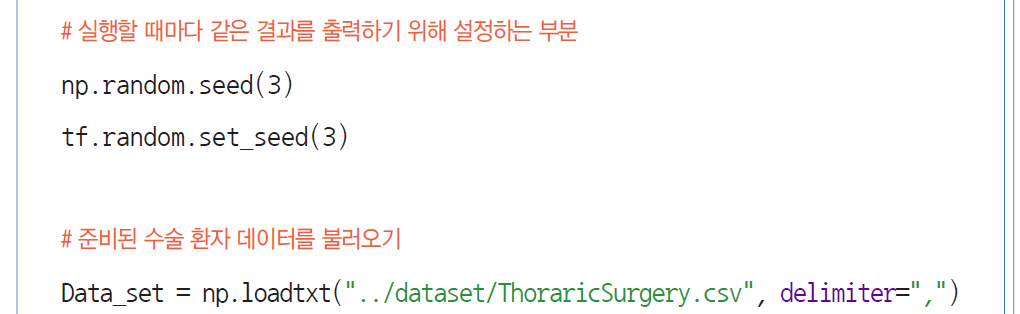 # 실행할 때마다 같은 결과를 출력하기 위해 설정하는 부분
np.random.seed(3)
tf.random.set_seed(3)
# 준비된 수술 환자 데이터를 불러오기
Data_set = np.loadtxt("../dataset/ThoraricSurgery.csv", delimiter=",")